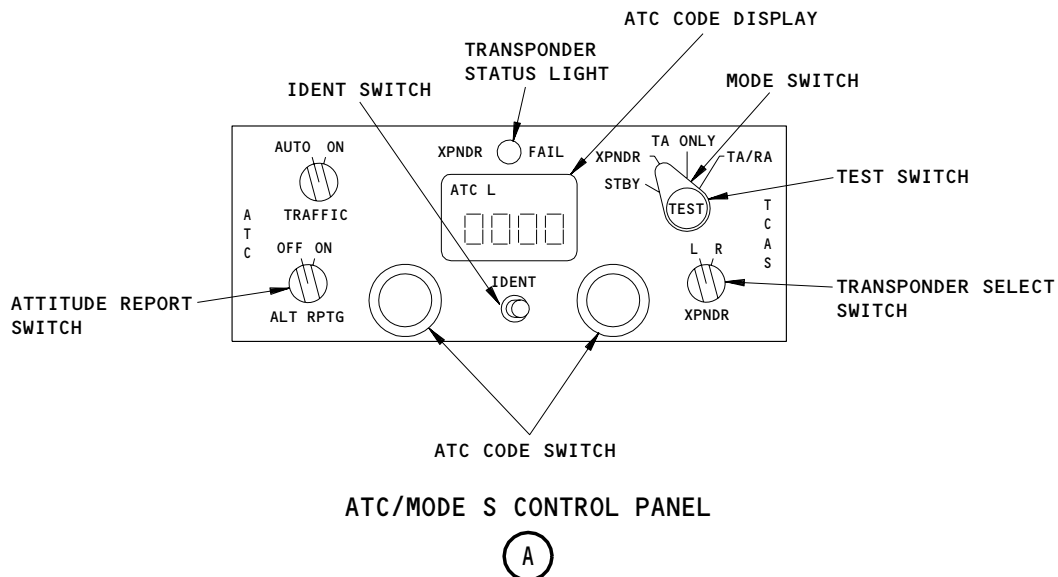 ATC CODE DISPLAY
TRANSPONDER
STATUS LIGHT
MODE SWITCH
IDENT SWITCH
TA ONLY
AUTO ON
XPNDR FAIL
XPNDR
TA/RA
ATC L
STBY
TEST SWITCH
TEST
TRAFFIC
ATC
0000
TCAS
OFF ON
L R
IDENT
ATTITUDE REPORT
SWITCH
TRANSPONDER SELECT
SWITCH
ALT RPTG
XPNDR
ATC CODE SWITCH
ATC/MODE S CONTROL PANEL
A